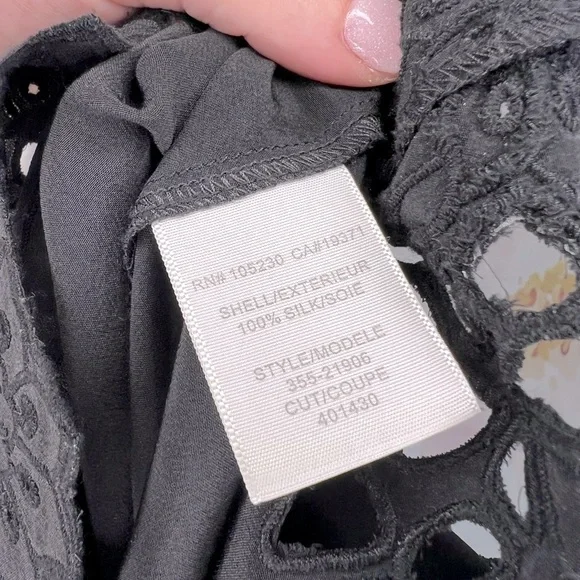 RN# 105230 CA#19371
SHELL/EXTERIEUR
100% SILK/SOIE
STYLE/MODELE
355-21906
CUT/COUPE
401430